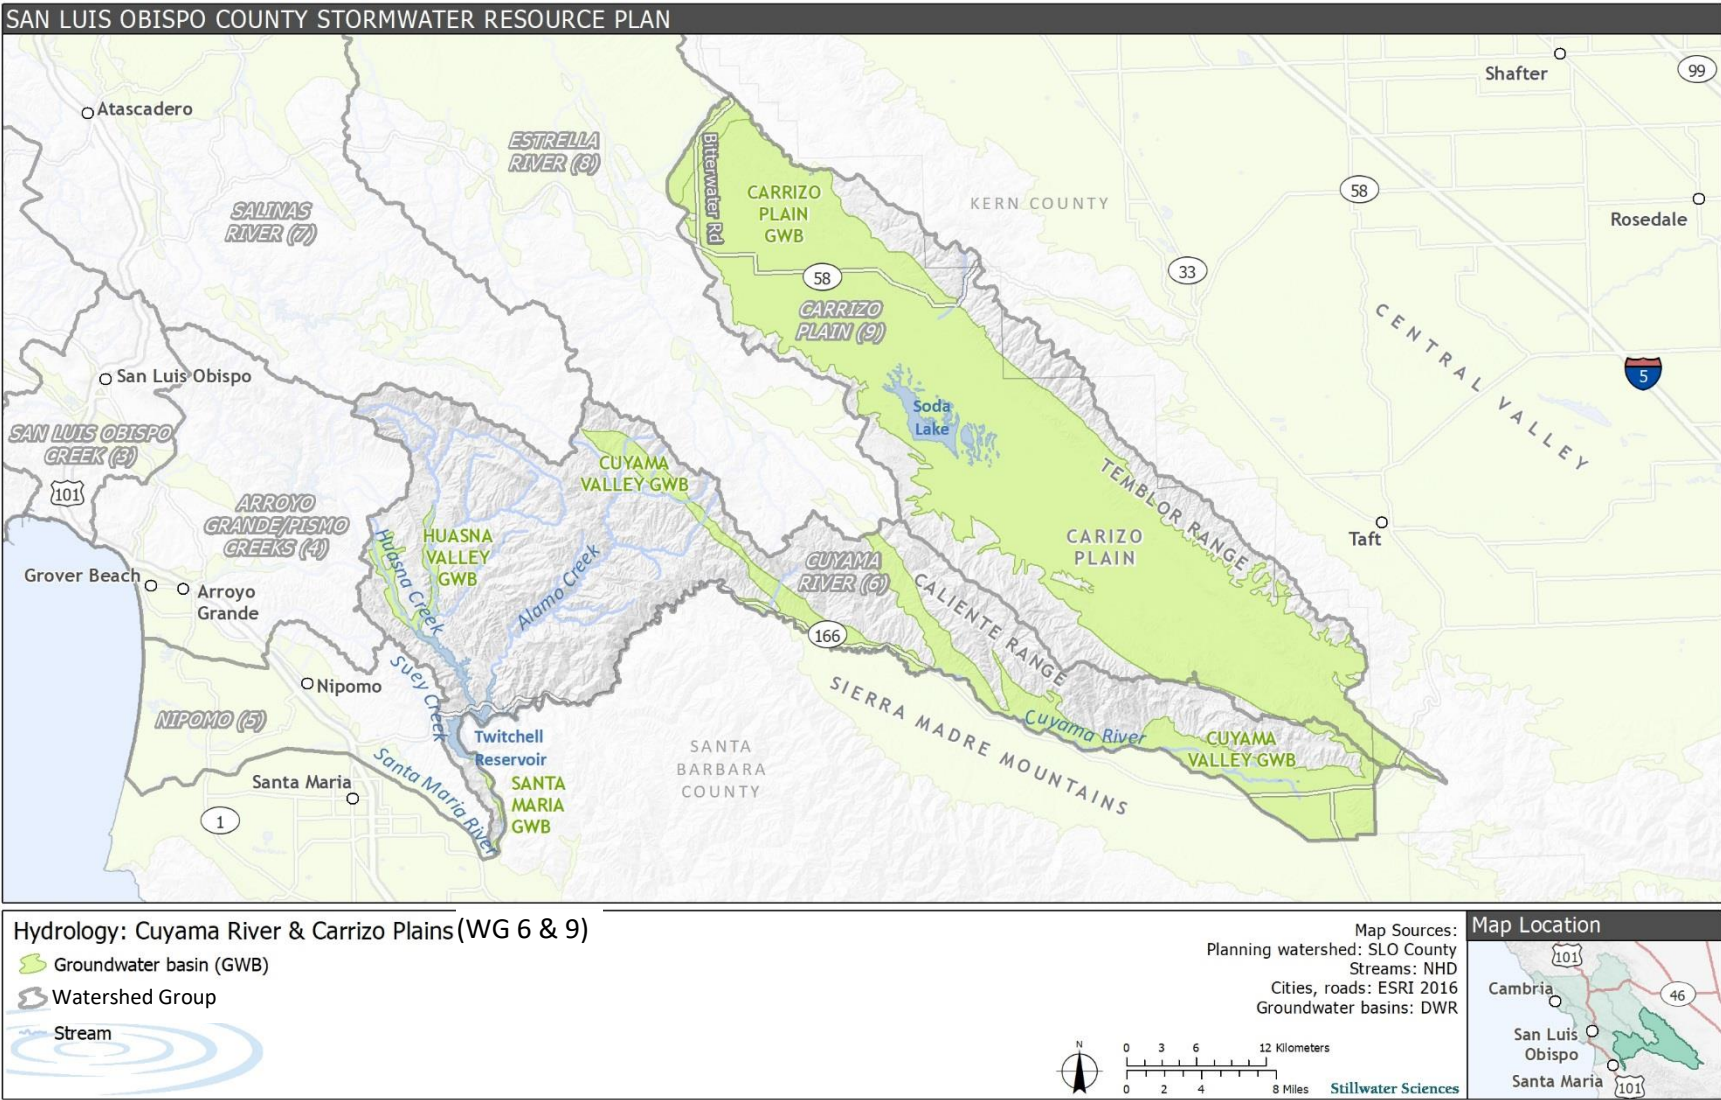 SAN LUIS OBISPO COUNTY STORMWATER RESOURCE PLAN
Shafter
99
Atascadero
ESTRELLA
RIVER (8)
Bitterwater Rd
CARRIZO
PLAIN
GWB
KERN COUNTY
58
Rosedale
SALINAS
RIVER (7)
58
33
CARRIZO
PLAIN (9)
CENTRAL VALLEY
5
San Luis Obispo
Soda
Lake
SAN LUIS OBISPO
CREEK (3)
101
CUYAMA
VALLEY GWB
TEMBLOR RANGE
ARROYO
GRANDE/PISMO
CREEKS (4)
HUASNA
VALLEY
GWB
Huasna Creek
Alamo Creek
CARIZO
PLAIN
Taft
CUYAMA
RIVER (6)
CALIENTE RANGE
Grover Beach
Arroyo
Grande
166
Suey Creek
Nipomo
NIPOMO (5)
SIERRA MADRE MOUNTAINS
Cuyama River
CUYAMA
VALLEY GWB
Twitchell
Reservoir
SANTA
BARBARA
COUNTY
Santa Maria River
Santa Maria
SANTA
MARIA
GWB
1
Hydrology: Cuyama River & Carrizo Plains (WG 6 & 9)
Groundwater basin (GWB)
Watershed Group
Stream
Map Sources:
Planning watershed: SLO County
Streams: NHD
Cities, roads: ESRI 2016
Groundwater basins: DWR
N
0 3 6 12 Kilometers
0 2 4 8 Miles
Stillwater Sciences
Map Location
101
Cambria
46
San Luis
Obispo
Santa Maria
101